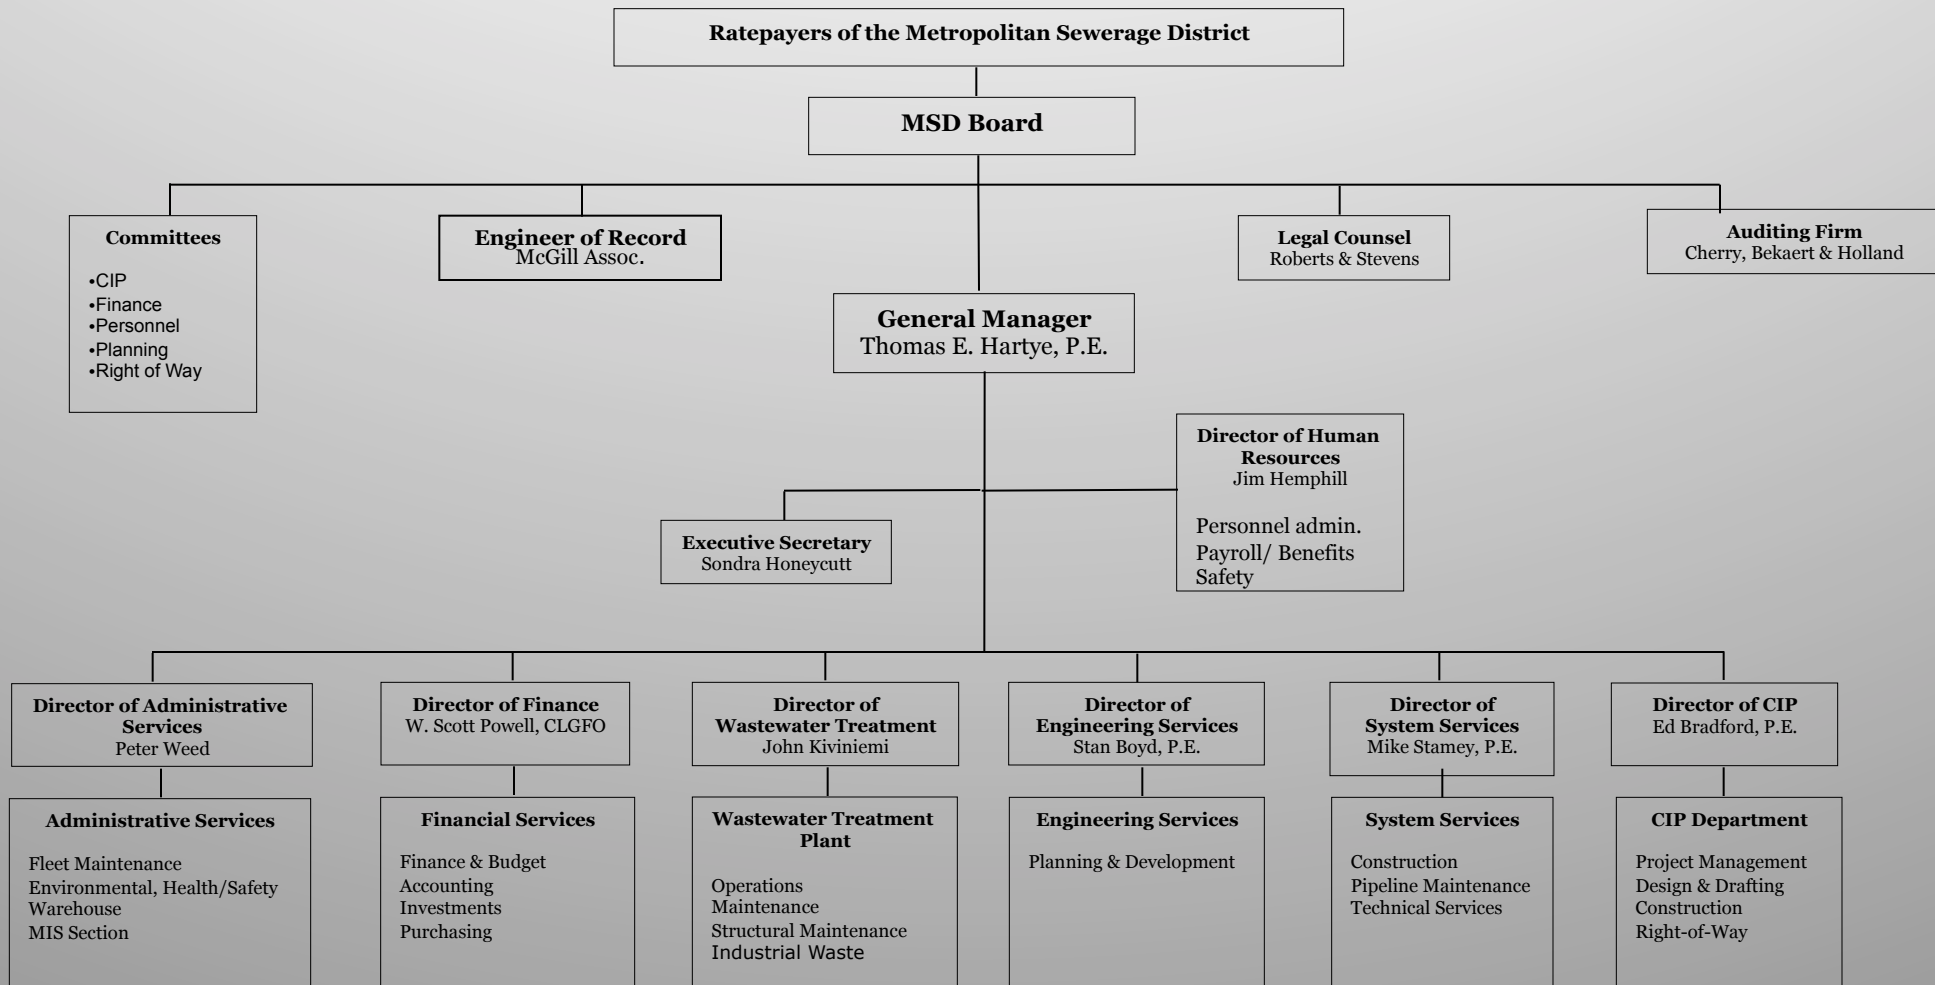 Ratepayers of the Metropolitan Sewerage District
MSD Board
Committees
•CIP
•Finance
•Personnel
•Planning
•Right of Way
Engineer of Record
McGill Assoc.
Legal Counsel
Roberts & Stevens
Auditing Firm
Cherry, Bekaert & Holland
General Manager
Thomas E. Hartye, P.E.
Director of Human
Resources
Jim Hemphill
Personnel admin.
Payroll/ Benefits
Safety
Executive Secretary
Sondra Honeycutt
Director of Administrative
Services
Peter Weed
Director of Finance
W. Scott Powell, CLGFO
Director of
Wastewater Treatment
John Kiviniemi
Director of
Engineering Services
Stan Boyd, P.E.
Director of
System Services
Mike Stamey, P.E.
Director of CIP
Ed Bradford, P.E.
Administrative Services
Fleet Maintenance
Environmental, Health/Safety
Warehouse
MIS Section
Financial Services
Finance & Budget
Accounting
Investments
Purchasing
Wastewater Treatment
Plant
Operations
Maintenance
Structural Maintenance
Industrial Waste
Engineering Services
Planning & Development
System Services
Construction
Pipeline Maintenance
Technical Services
CIP Department
Project Management
Design & Drafting
Construction
Right-of-Way